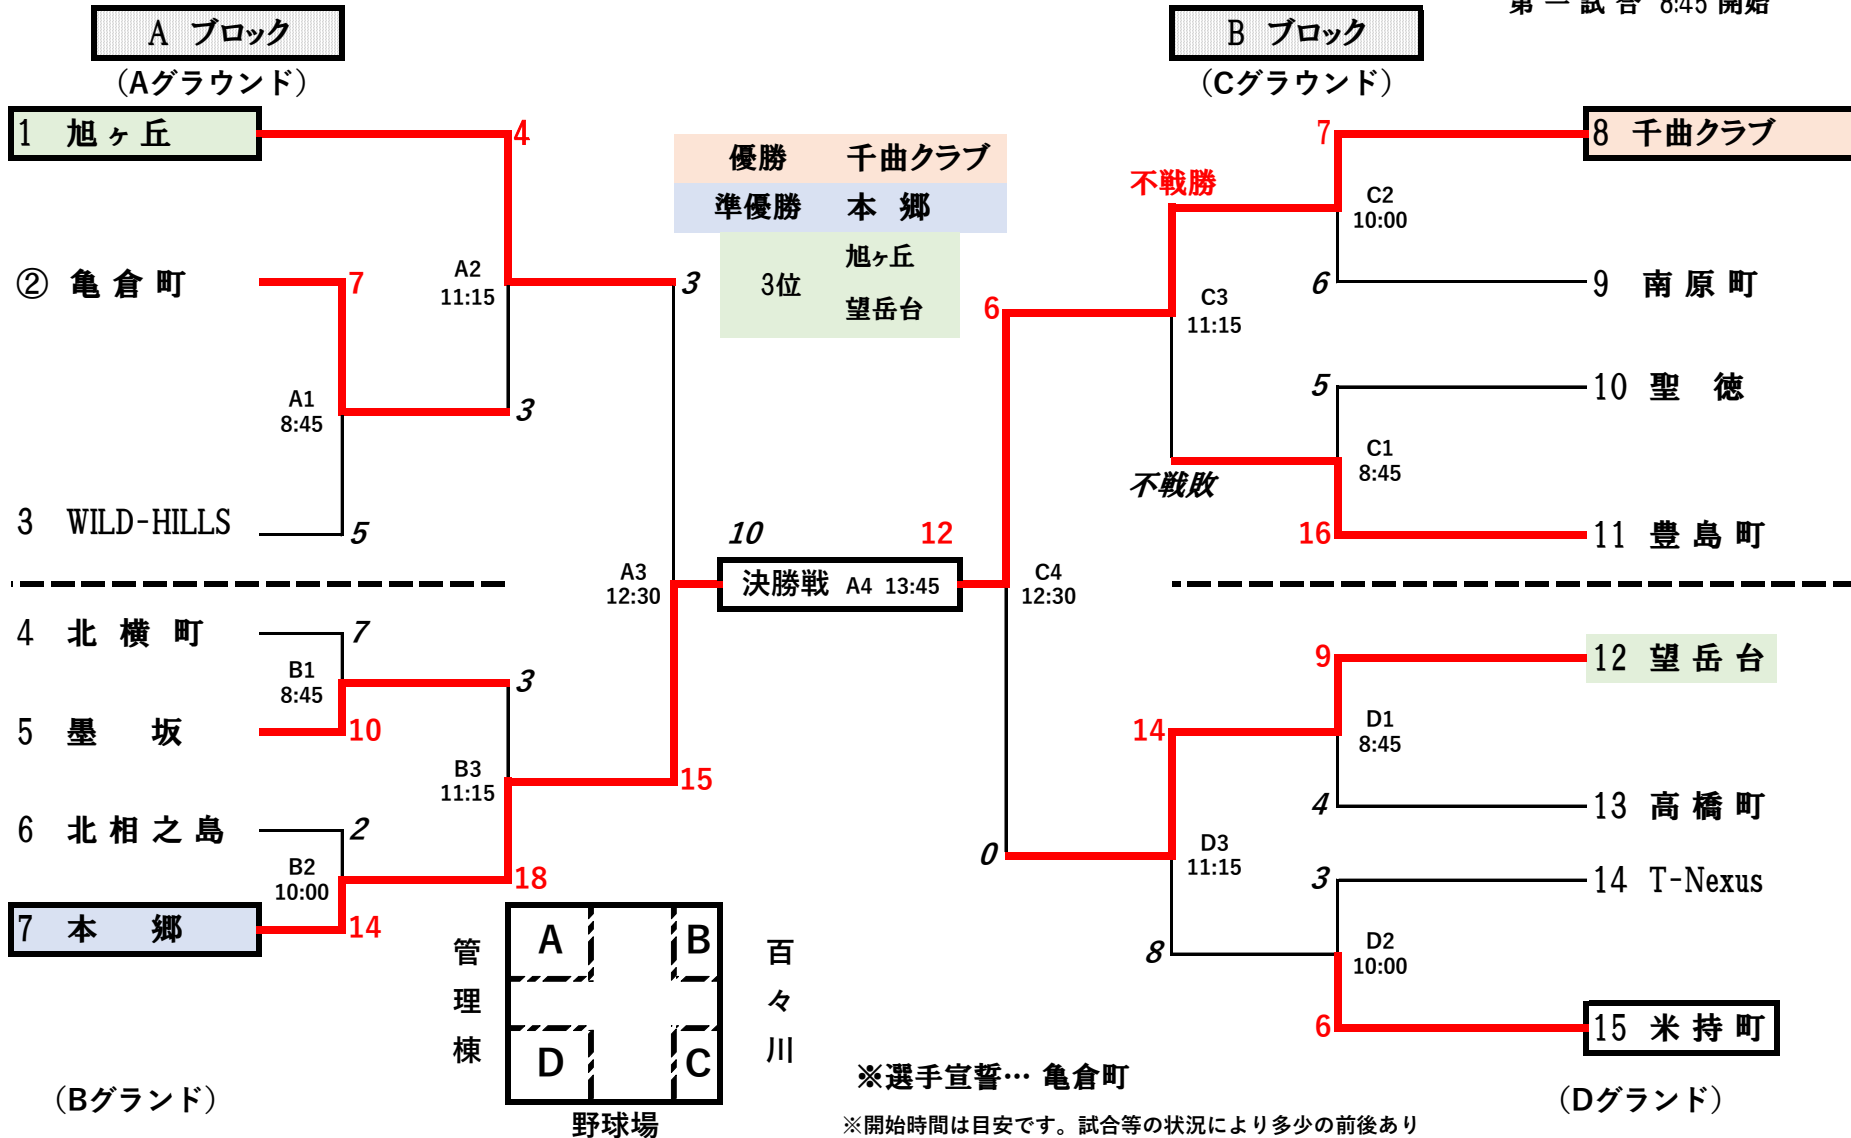 第一試合 8:45 開始
A ブロック
(Aグラウンド)
B ブロック
(Cグラウンド)
1 旭ヶ丘
4
② 亀倉町
7
A2
11:15
3
A1
8:45
3
3 WILD-HILLS
5
4 北横町
7
B1
8:45
3
5 墨坂
10
B3
11:15
15
6 北相之島
2
B2
10:00
18
7 本郷
14
(Bグランド)
優勝 千曲クラブ
準優勝 本郷
3位
旭ヶ丘
望岳台
A3
12:30
10
12
決勝戦 A4 13:45
C4
12:30
6
0
7
8 千曲クラブ
不戦勝
C2
10:00
6
9 南原町
C3
11:15
5
10 聖徳
C1
8:45
不戦敗
16
11 豊島町
9
12 望岳台
14
D1
8:45
4
13 高橋町
D3
11:15
3
14 T-Nexus
8
D2
10:00
6
15 米持町
(Dグランド)
管理棟
A
B
D
C
百々川
野球場
※選手宣誓… 亀倉町
※開始時間は目安です。試合等の状況により多少の前後あり